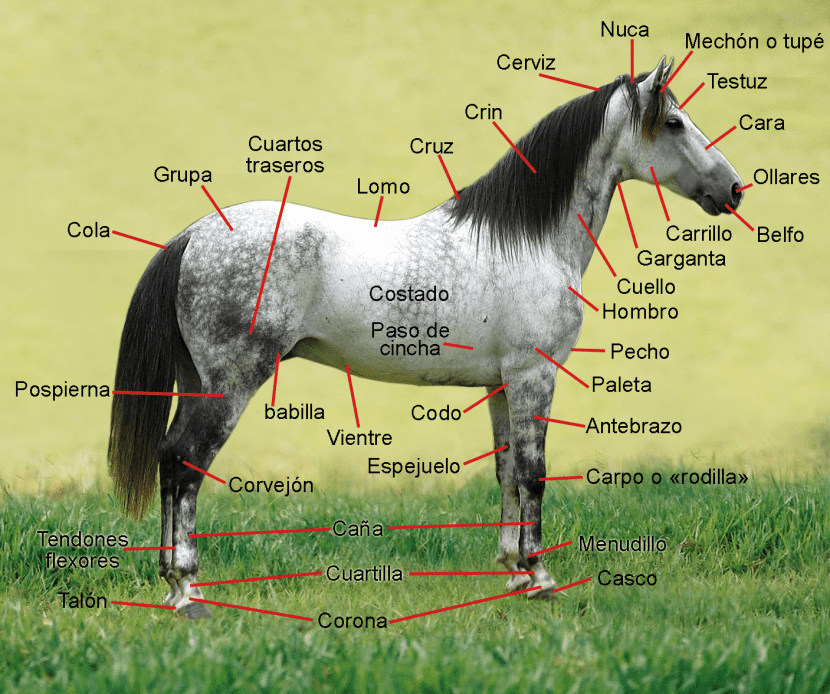 Nuca
Mechón o tupé
Cerviz
Testuz
Crin
Cara
Cuartos
traseros
Cruz
Grupa
Lomo
Ollares
Cola
Carrillo
Belfo
Garganta
Cuello
Costado
Hombro
Paso de
cincha
Pecho
Paleta
Pospierna
babilla
Codo
Vientre
Antebrazo
Espejuelo
Corvejón
Carpo o «rodilla»
Caña
Tendones
flexores
Menudillo
Cuartilla
Casco
Talón
Corona